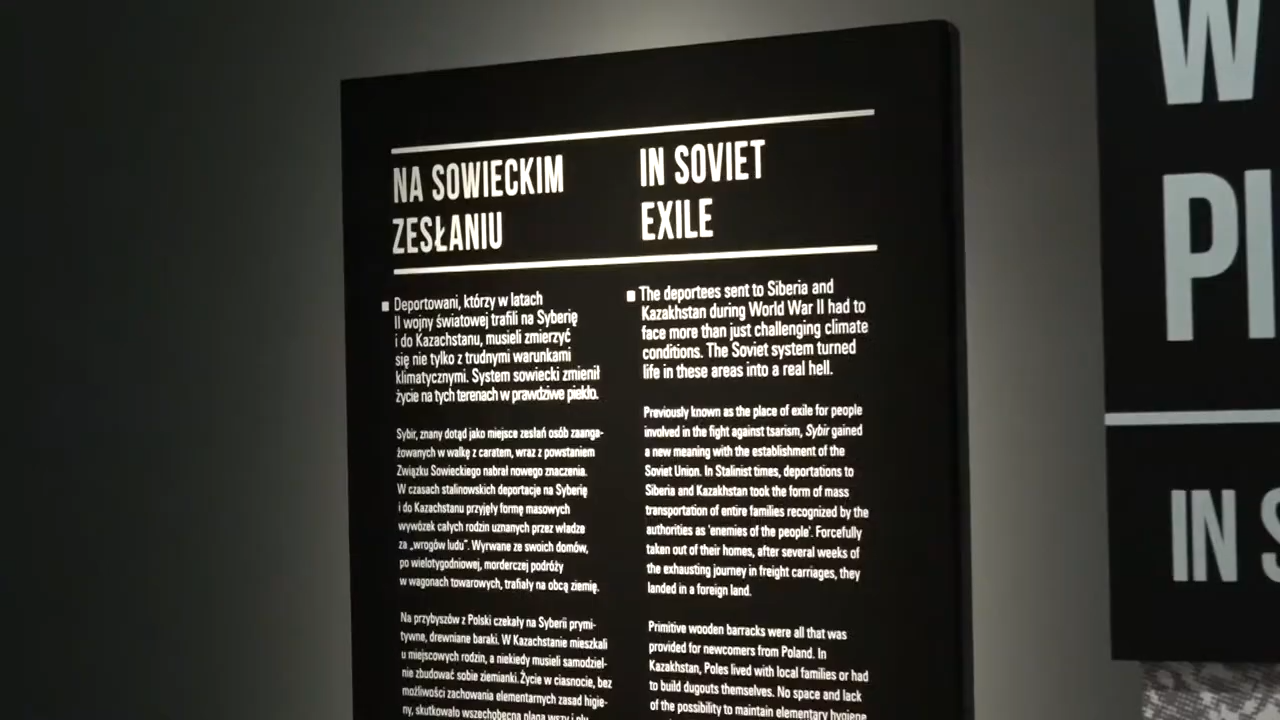 NA SOWIECKIM
ZESŁANIU
Deportowani, którzy w latach
II wojny światowej trafili na Syberię
i do Kazachstanu, musieli zmierzyć
się nie tylko z trudnymi warunkami
klimatycznymi. System sowiecki zmienił
życie na tych terenach w prawdziwe piekło.
Sybir, znany dotąd jako miejsce zesłań osób zaanga-
żowanych w walkę z caratem, wraz z powstaniem
Związku Sowieckiego nabrał nowego znaczenia.
W czasach stalinowskich deportacje na Syberię
i do Kazachstanu przyjęły formę masowych
wywózek całych rodzin uznanych przez władze
za „wrogów ludu”. Wyrwane ze swoich domów,
po wielotygodniowej, morderczej podróży
w wagonach towarowych, trafiały na obcą ziemię.
Na przybyszów z Polski czekały na Syberii prymi-
tywne, drewniane baraki. W Kazachstanie mieszkali
u miejscowych rodzin, a niekiedy musieli samodziel-
nie zbudować sobie ziemianki. Życie w ciasnocie, bez
możliwości zachowania elementarnych zasad higie-
ny, skutkowało wszechobecną plagą wszy i plu-
IN SOVIET
EXILE
The deportees sent to Siberia and
Kazakhstan during World War II had to
face more than just challenging climate
conditions. The Soviet system turned
life in these areas into a real hell.
Previously known as the place of exile for people
involved in the fight against tsarism, Sybir gained
a new meaning with the establishment of the
Soviet Union. In Stalinist times, deportations to
Siberia and Kazakhstan took the form of mass
transportation of entire families recognized by the
authorities as 'enemies of the people'. Forcefully
taken out of their homes, after several weeks of
the exhausting journey in freight carriages, they
landed in a foreign land.
Primitive wooden barracks were all that was
provided for newcomers from Poland. In
Kazakhstan, Poles lived with local families or had
to build dugouts themselves. No space and lack
of the possibility to maintain elementary hygiene
W
PI
IN S